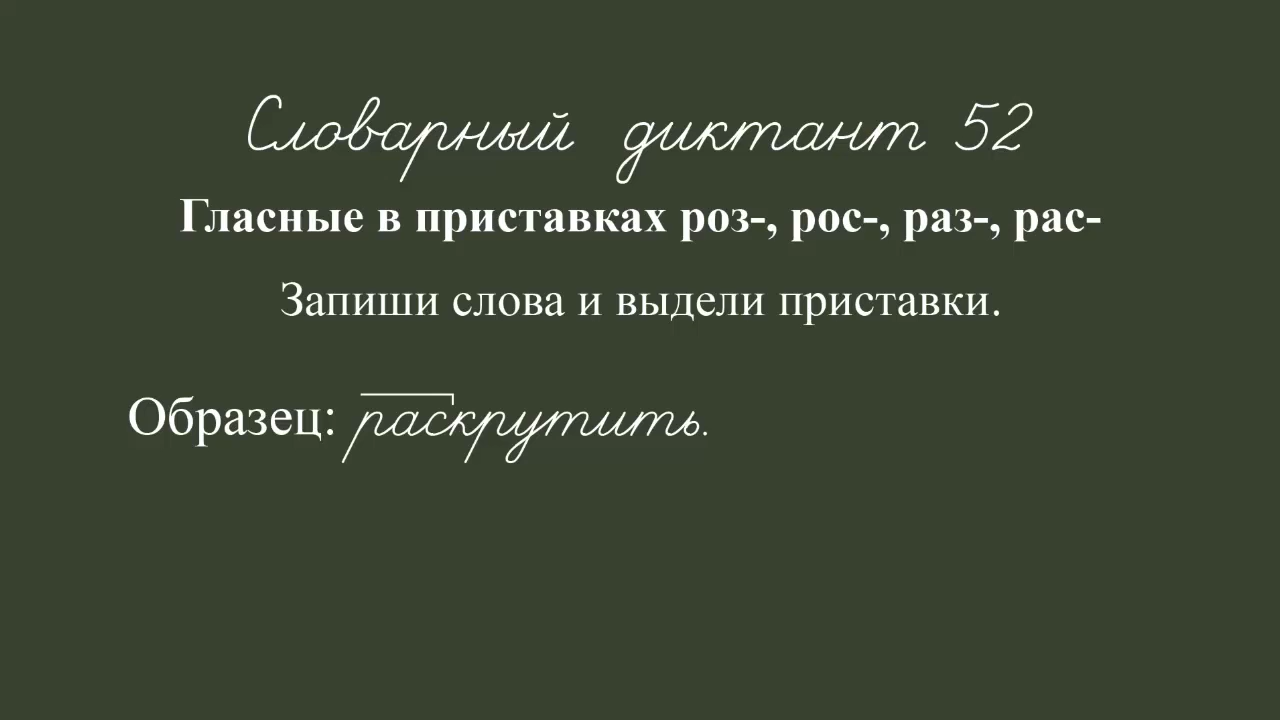 Словарный диктант 52
Гласные в приставках роз-, рос-, раз-, рас-
Запиши слова и выдели приставки.
Образец: раскрутить.